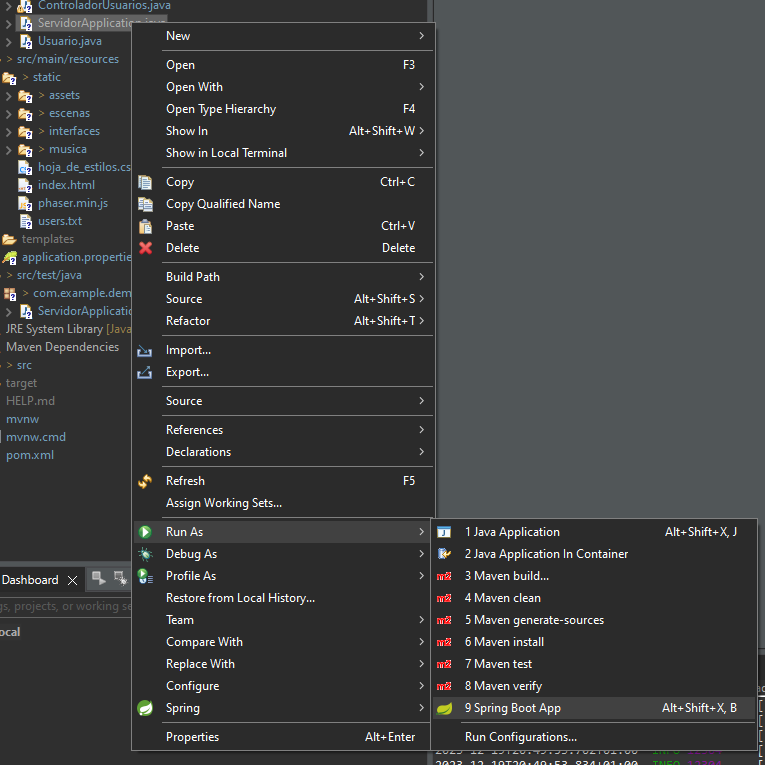 ControladorUsuarios.java
ServidorApplication.java
Usuario.java
> src/main/resources
> static
> assets
> escenas
> interfaces
> musica
hoja_de_estilos.cs
index.html
phaser.min.js
users.txt
templates
application.propertie
> src/test/java
> com.example.dem
ServidorApplicatio
JRE System Library [Java
Maven Dependencies
> src
target
HELP.md
mvnw
mvnw.cmd
pom.xml
Dashboard
gs, projects, or working se
ocal
New
Open F3
Open With
Open Type Hierarchy F4
Show In Alt+Shift+W
Show in Local Terminal
Copy Ctrl+C
Copy Qualified Name
Paste Ctrl+V
Delete Delete
Build Path
Source Alt+Shift+S
Refactor Alt+Shift+T
Import...
Export...
Source
References
Declarations
Refresh F5
Assign Working Sets...
Run As
Debug As
Profile As
Restore from Local History...
Team
Compare With
Replace With
Configure
Spring
Properties Alt+Enter
1 Java Application Alt+Shift+X, J
2 Java Application In Container
3 Maven build...
4 Maven clean
5 Maven generate-sources
6 Maven install
7 Maven test
8 Maven verify
9 Spring Boot App Alt+Shift+X, B
Run Configurations...
2023-12-19T20:49:53.834+01:00 INFO